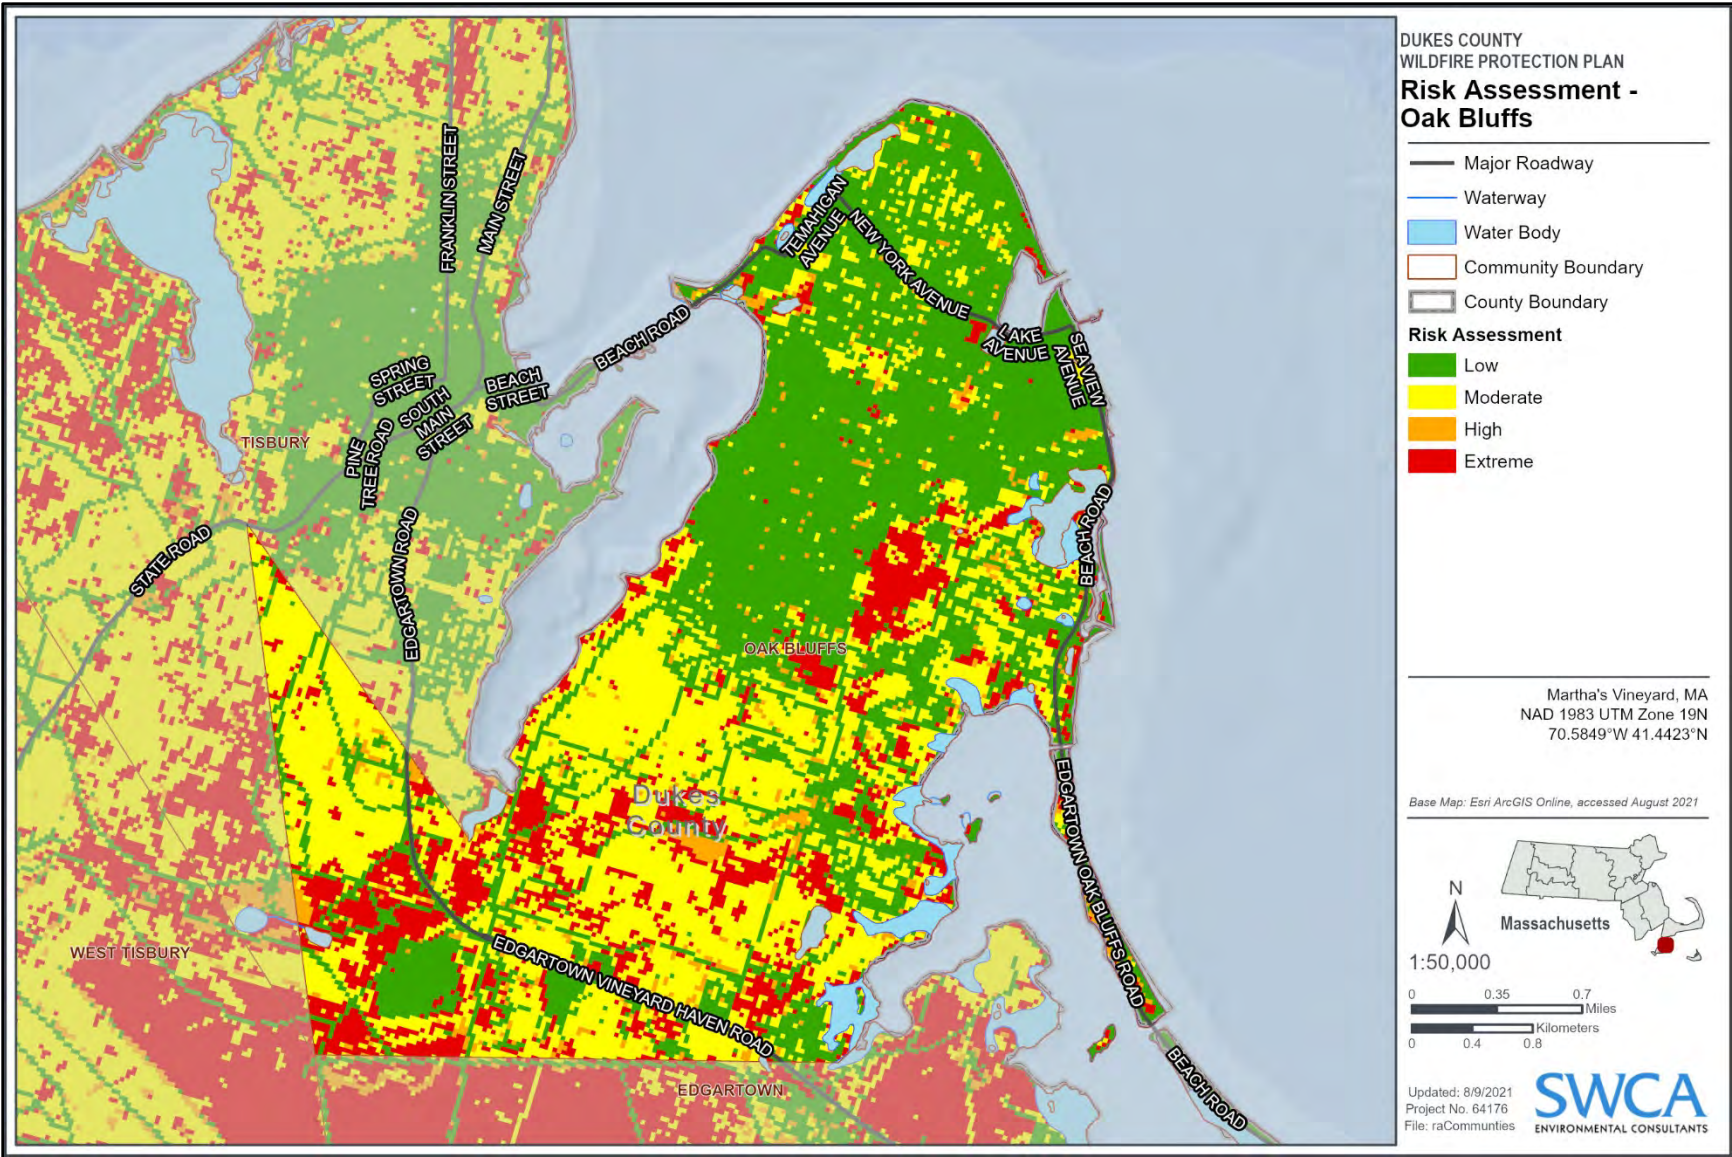 DUKES COUNTY
WILDFIRE PROTECTION PLAN
Risk Assessment -
Oak Bluffs
Major Roadway
Waterway
Water Body
Community Boundary
County Boundary
Risk Assessment
Low
Moderate
High
Extreme
Martha's Vineyard, MA
NAD 1983 UTM Zone 19N
70.5849°W 41.4423°N
Base Map: Esri ArcGIS Online, accessed August 2021
N
1:50,000
Massachusetts
0 0.35 0.7
Miles
Kilometers
0 0.4 0.8
Updated: 8/9/2021
Project No. 64176
File: raCommunties
SWCA
ENVIRONMENTAL CONSULTANTS
FRANKLIN STREET
MAIN STREET
TEMAHIGAN
AVENUE
NEW YORK AVENUE
LAKE
AVENUE
SEAVIEW
AVENUE
BEACH ROAD
SPRING
STREET
BEACH
STREET
SOUTH
MAIN
STREET
PINE
TREE ROAD
TISBURY
STATE ROAD
EDGARTOWN ROAD
BEACH ROAD
OAK BLUFFS
Dukes
County
EDGARTOWN OAK BLUFFS ROAD
WEST TISBURY
EDGARTOWN VINEYARD HAVEN ROAD
EDGARTOWN
BEACH ROAD